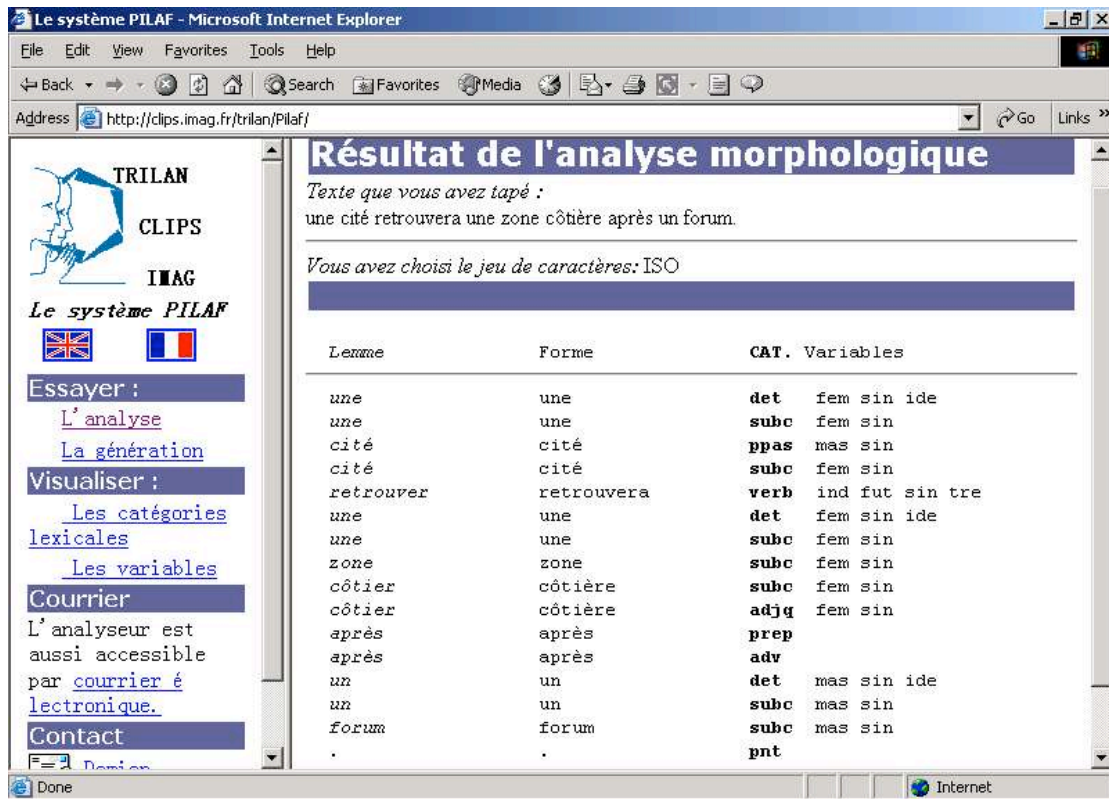 Le système PILAF - Microsoft Internet Explorer
File Edit View Favorites Tools Help
Back Search Favorites Media
Address http://clips.imag.fr/trilan/Pilaf/ Go Links »
TRILAN
CLIPS
IMAG
Le système PILAF
Essayer :
L'analyse
La génération
Visualiser :
Les catégories
lexicales
Les variables
Courrier
L'analyseur est
aussi accessible
par courrier é
lectronique.
Contact
Damien
Résultat de l'analyse morphologique
Texte que vous avez tapé :
une cité retrouvera une zone côtière après un forum.
Vous avez choisi le jeu de caractères: ISO
Lemme Forme CAT. Variables
une une det fem sin ide
une une subc fem sin
cité cité ppas mas sin
cité cité subc fem sin
retrouver retrouvera verb ind fut sin tre
une une det fem sin ide
une une subc fem sin
zone zone subc fem sin
côtier côtière subc fem sin
côtier côtière adjq fem sin
après après prep
après après adv
un un det mas sin ide
un un subc mas sin
forum forum subc mas sin
. . pnt
Done Internet